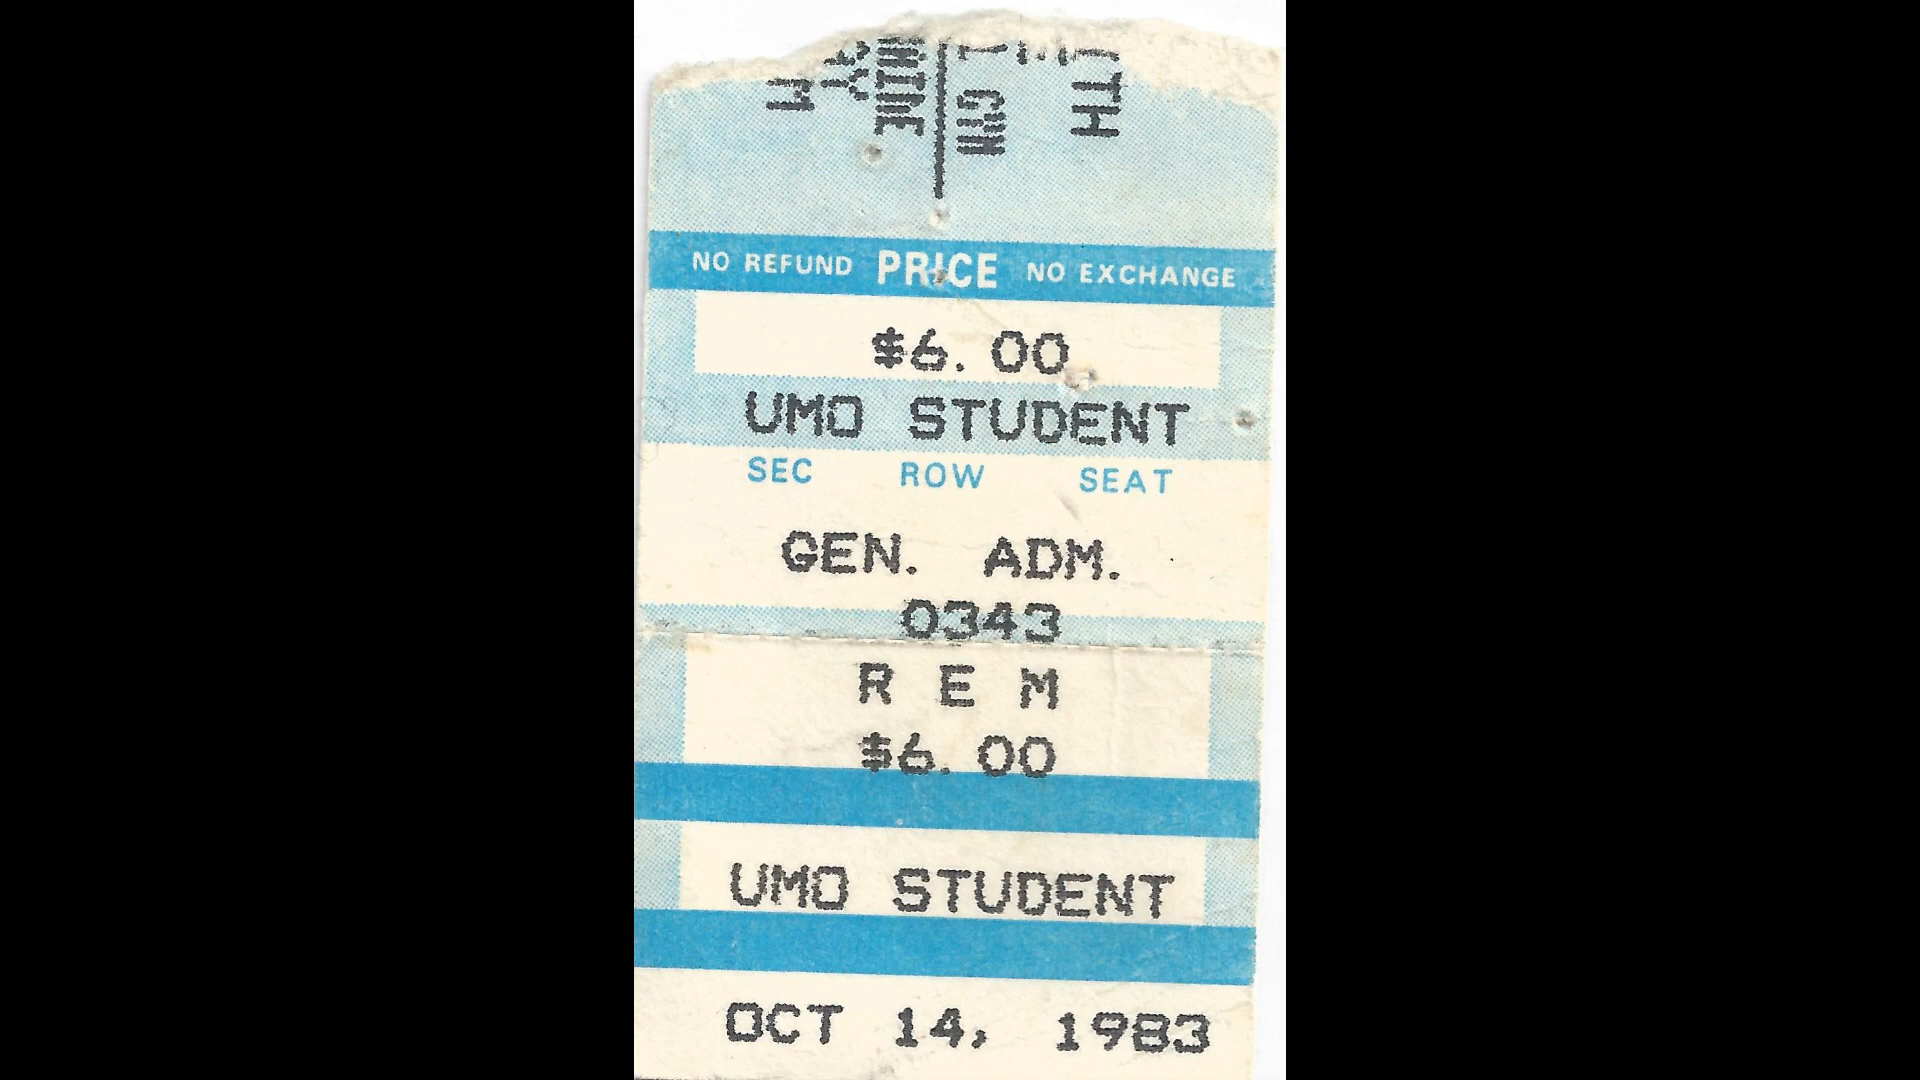 GYM
NO REFUND PRICE NO EXCHANGE
$6.00
UMO STUDENT
SEC ROW SEAT
GEN. ADM.
0343
R E M
$6.00
UMO STUDENT
OCT 14, 1983